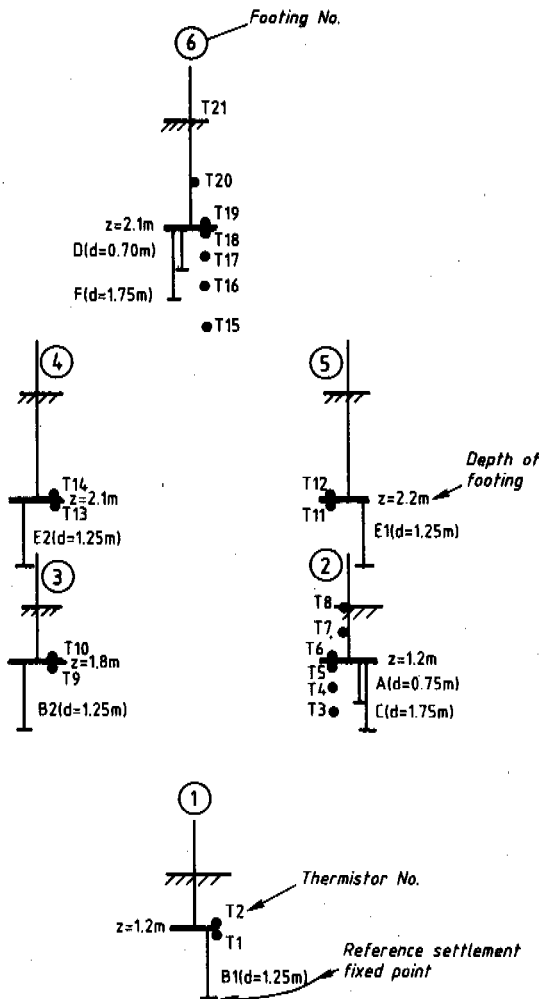 Footing No.
6
T21
T20
T19
z=2.1m
T18
D(d=0.70m)
T17
T16
F(d=1.75m)
T15
4
5
T14
z=2.1m
T13
E2(d=1.25m)
T12
z=2.2m
T11
E1(d=1.25m)
Depth of
footing
3
2
T10
z=1,8m
T9
B2(d=1.25m)
T8
T7
T6
z=1.2m
T5
A(d=0.75m)
T4
C(d=1.75m)
T3
1
Thermistor No.
T2
z=1.2m
T1
B1(d=1.25m)
Reference settlement
fixed point